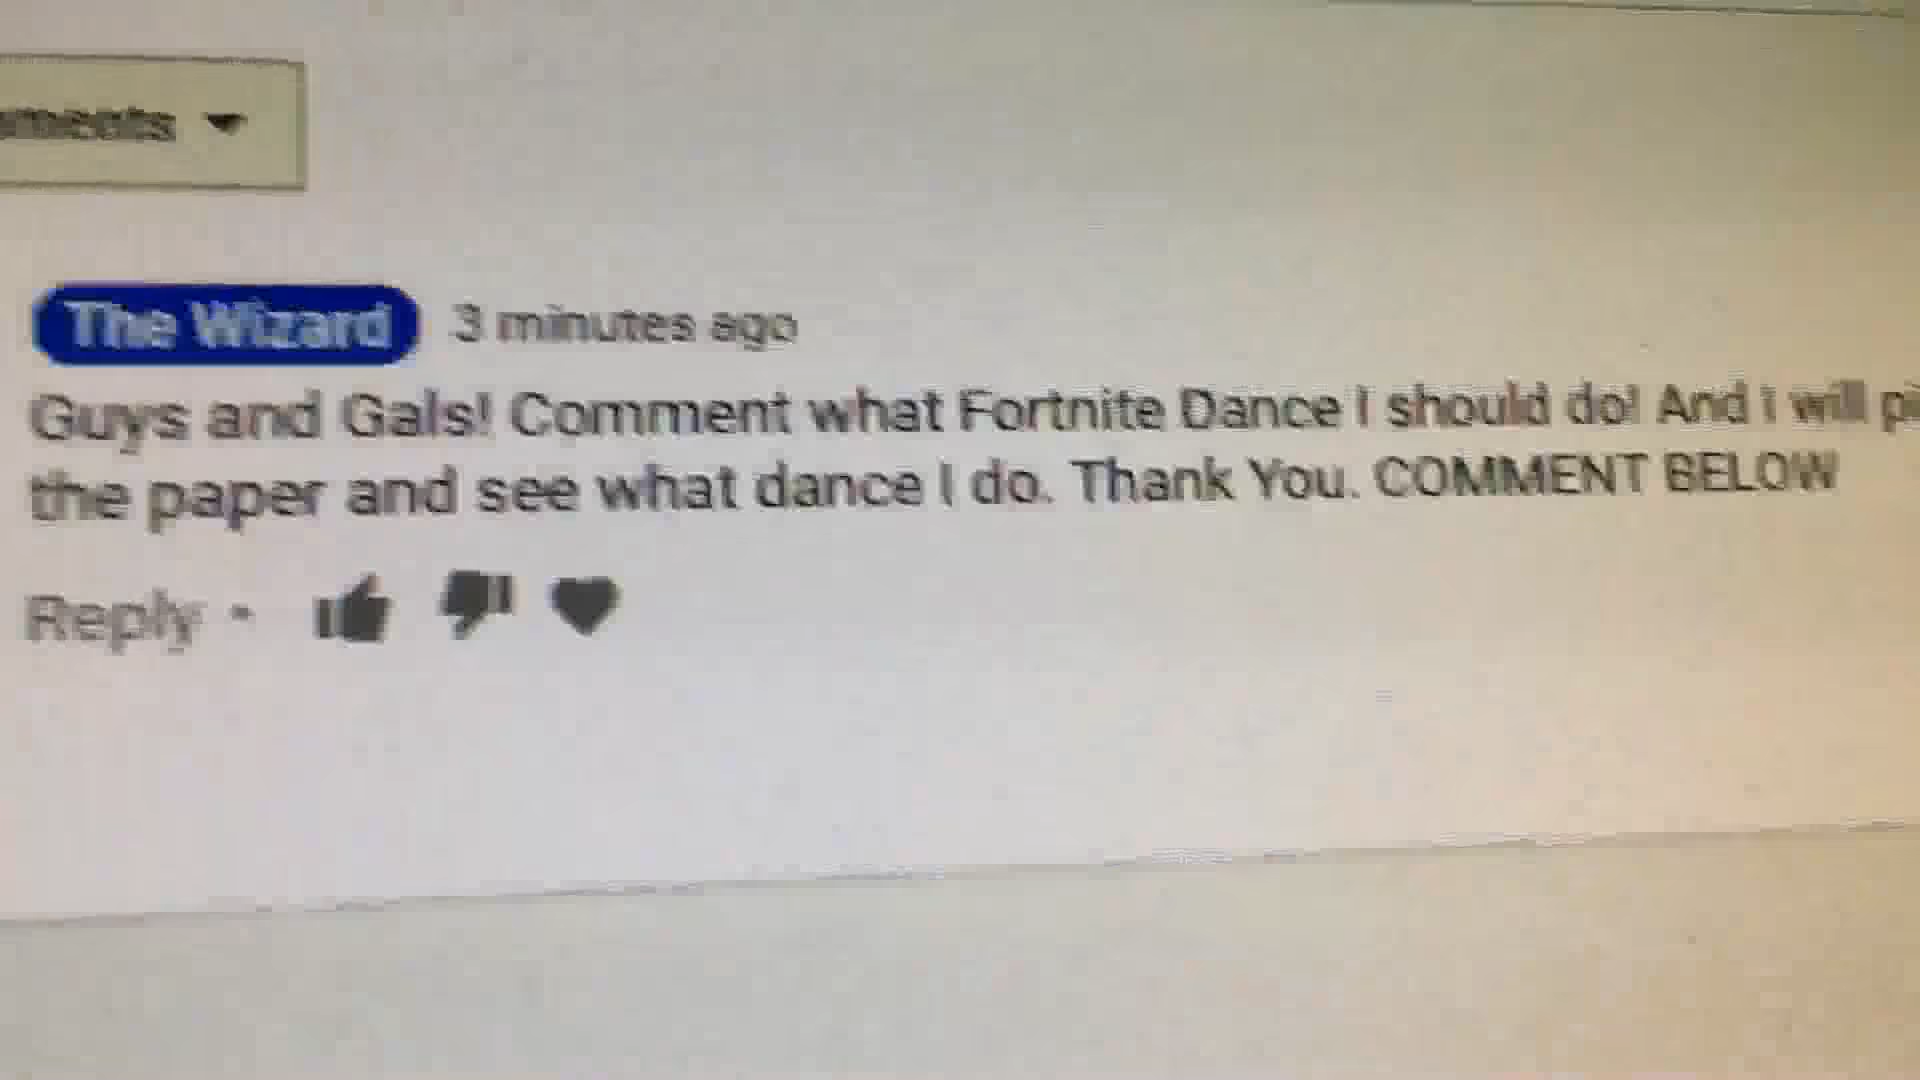 The Wizard 3 minutes ago
Guys and Gals! Comment what Fortnite Dance I should do! And I will
the paper and see what dance I do. Thank You. COMMENT BELOW
Reply •